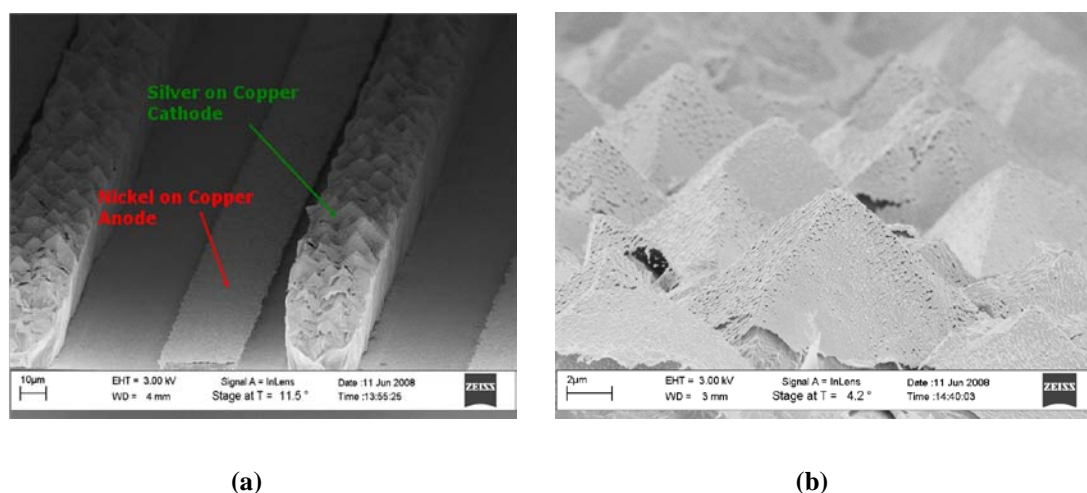 Silver on Copper
Cathode
Nickel on Copper
Anode
10µm
EHT = 3.00 kV
Signal A = InLens
Date :11 Jun 2008
WD = 4 mm
Stage at T = 11.5 °
Time :13:55:25
ZEISS
2µm
EHT = 3.00 kV
Signal A = InLens
Date :11 Jun 2008
WD = 3 mm
Stage at T = 4.2 °
Time :14:40:03
ZEISS
(a)
(b)